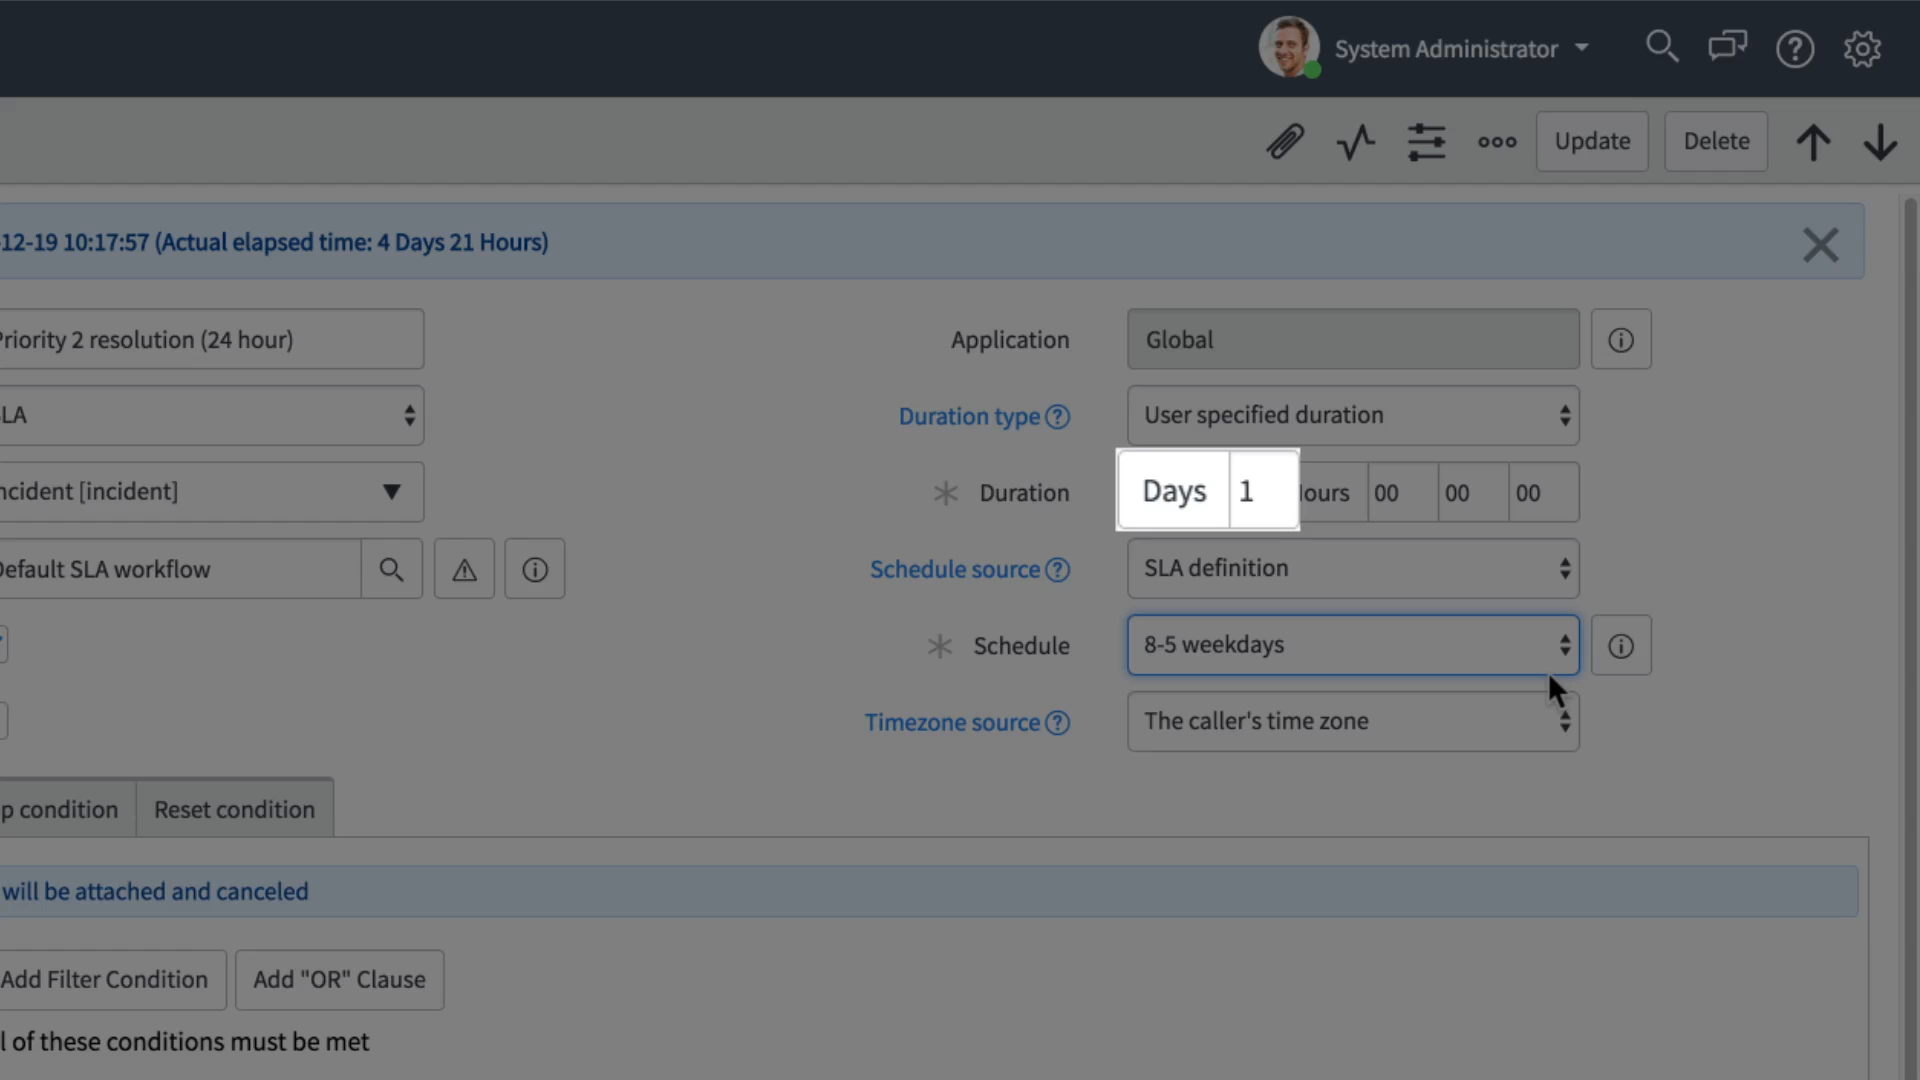 System Administrator
Update
Delete
-12-19 10:17:57 (Actual elapsed time: 4 Days 21 Hours)
Priority 2 resolution (24 hour)
Application
Global
SLA
Duration type
User specified duration
ncident [incident]
Duration
Days 1 Hours 00 00 00
Default SLA workflow
Schedule source
SLA definition
Schedule
8-5 weekdays
Timezone source
The caller's time zone
p condition
Reset condition
will be attached and canceled
Add Filter Condition
Add "OR" Clause
l of these conditions must be met